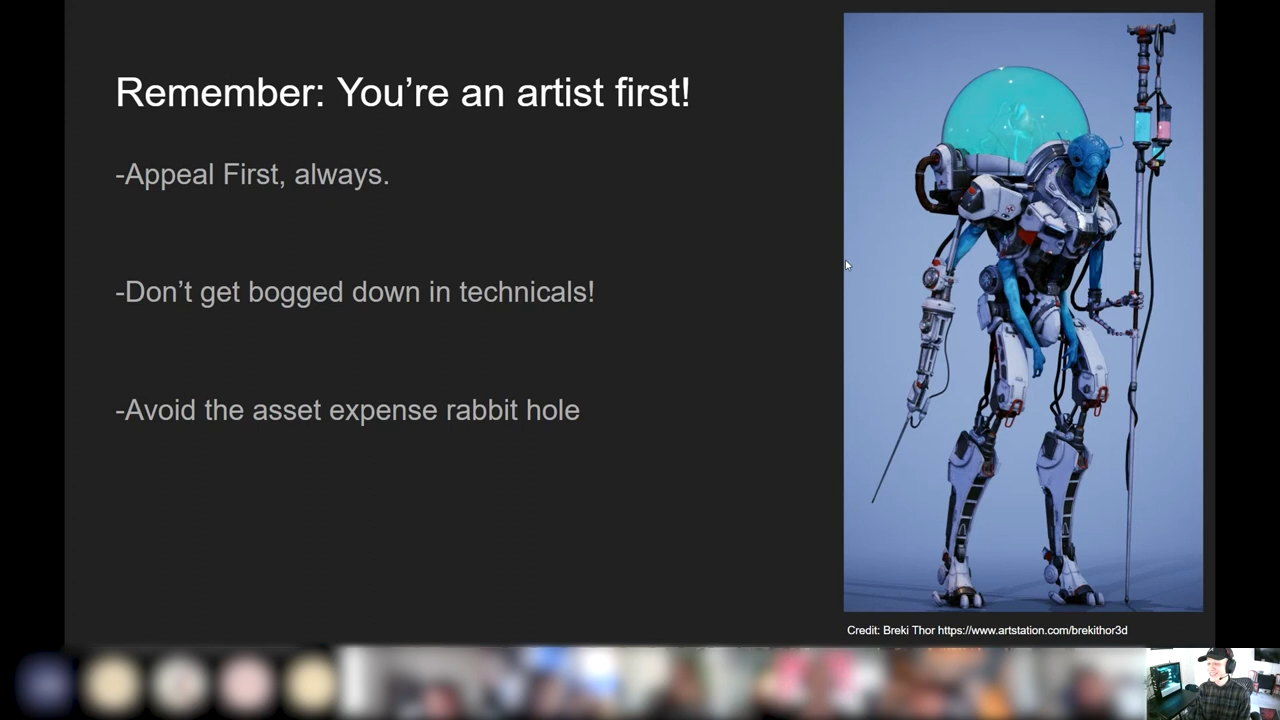 Remember: You’re an artist first!
-Appeal First, always.
-Don’t get bogged down in technicals!
-Avoid the asset expense rabbit hole
Credit: Breki Thor https://www.artstation.com/brekithor3d